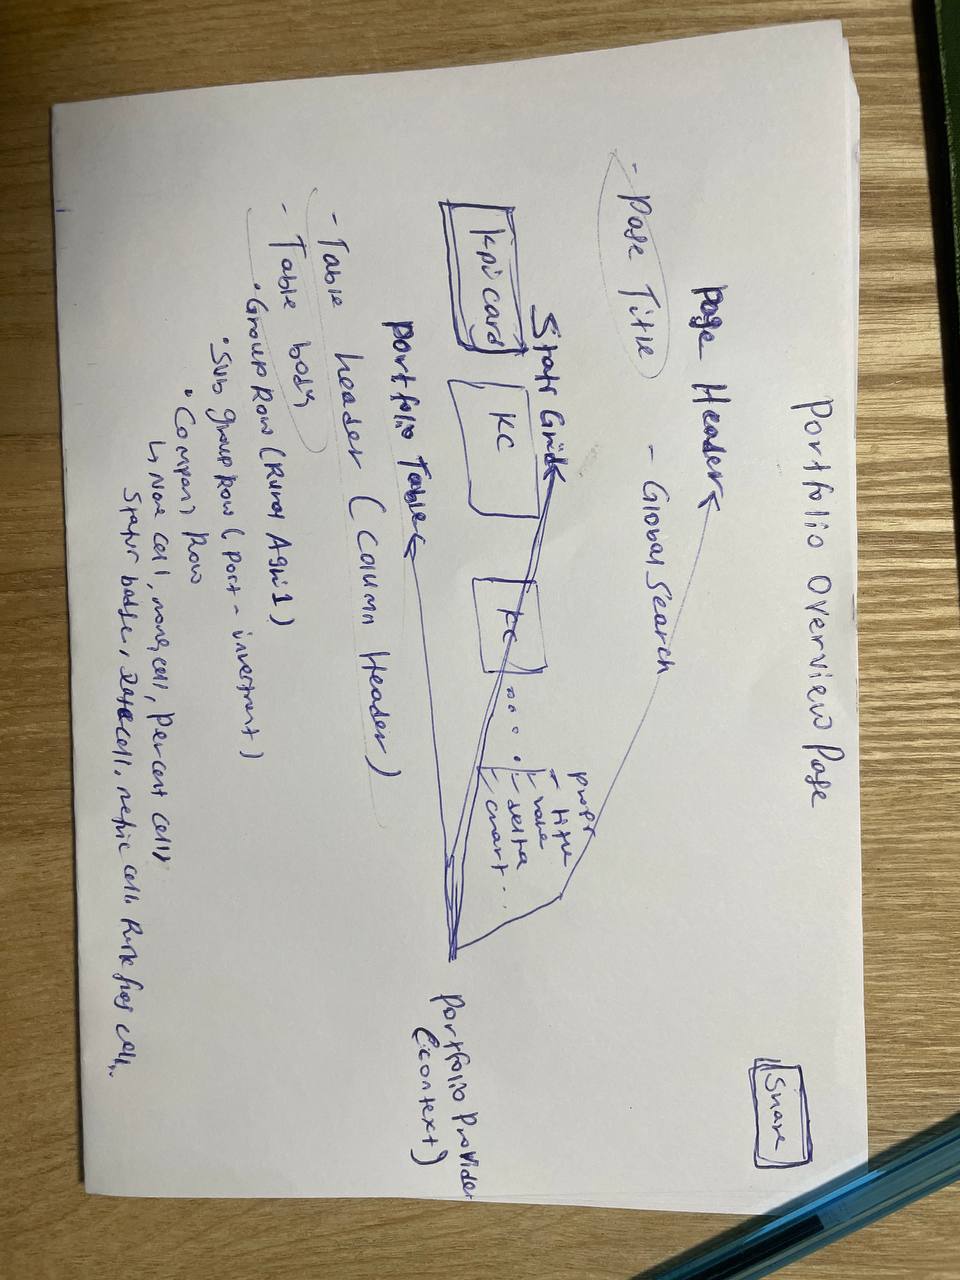 Portfolio Overview Page
Share
Page Header
- Page Title
- Global Search
Stats Grid
kpi card
KC
KC
props
- title
- value
- delta
- chart..
Portfolio Provider
(context)
Portfolio Table
- Table header (Column Header)
- Table body
• Group Row (Rural Agri 1)
• Sub group Row (Port - investment)
• Company Row
↳ Name cell, money cell, Percent cell,
Status badge, Date cell, metric cell, Risk flag cell,..